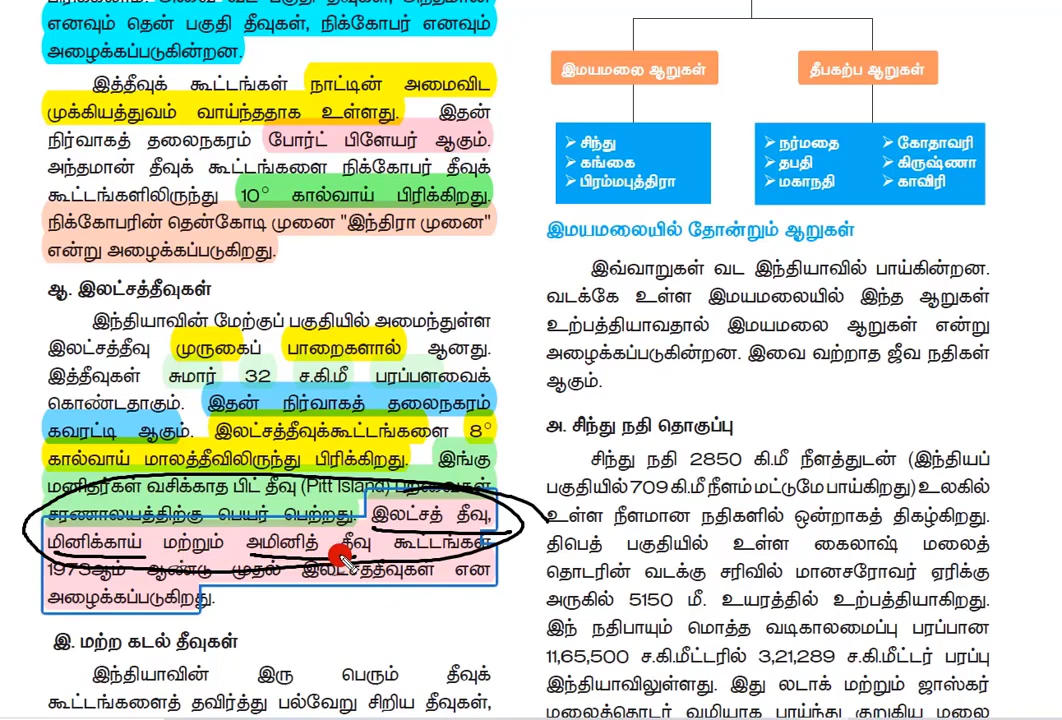 எனவும் தென் பகுதி தீவுகள், நிக்கோபர் எனவும்
அழைக்கப்படுகின்றன.
இத்தீவுக் கூட்டங்கள் நாட்டின் அமைவிட
முக்கியத்துவம் வாய்ந்ததாக உள்ளது. இதன்
நிர்வாகத் தலைநகரம் போர்ட் பிளேயர் ஆகும்.
அந்தமான் தீவுக் கூட்டங்களை நிக்கோபர் தீவுக்
கூட்டங்களிலிருந்து 10° கால்வாய் பிரிக்கிறது.
நிக்கோபரின் தென்கோடி முனை "இந்திரா முனை"
என்று அழைக்கப்படுகிறது.
ஆ. இலட்சத்தீவுகள்
இந்தியாவின் மேற்குப் பகுதியில் அமைந்துள்ள
இலட்சத்தீவு முருகைப் பாறைகளால் ஆனது.
இத்தீவுகள் சுமார் 32 ச.கி.மீ பரப்பளவைக்
கொண்டதாகும். இதன் நிர்வாகத் தலைநகரம்
கவரட்டி ஆகும். இலட்சத்தீவுக்கூட்டங்களை 8°
கால்வாய் மாலத்தீவிலிருந்து பிரிக்கிறது. இங்கு
மனிதர்கள் வசிக்காத பிட் தீவு (Pitt Island) பறவைகள்
சரணாலயத்திற்கு பெயர் பெற்றது. இலட்சத் தீவு,
மினிக்காய் மற்றும் அமினித் தீவு கூட்டங்கள்
1973ஆம் ஆண்டு முதல் இலட்சத்தீவுகள் என
அழைக்கப்படுகிறது.
இ. மற்ற கடல் தீவுகள்
இந்தியாவின் இரு பெரும் தீவுக்
கூட்டங்களைத் தவிர்த்து பல்வேறு சிறிய தீவுகள்,
இமயமலை ஆறுகள்
சிந்து
கங்கை
பிரம்மபுத்திரா
தீபகற்ப ஆறுகள்
நர்மதை
தபதி
மகாநதி
கோதாவரி
கிருஷ்ணா
காவிரி
இமயமலையில் தோன்றும் ஆறுகள்
இவ்வாறுகள் வட இந்தியாவில் பாய்கின்றன.
வடக்கே உள்ள இமயமலையில் இந்த ஆறுகள்
உற்பத்தியாவதால் இமயமலை ஆறுகள் என்று
அழைக்கப்படுகின்றன. இவை வற்றாத ஜீவ நதிகள்
ஆகும்.
அ. சிந்து நதி தொகுப்பு
சிந்து நதி 2850 கி.மீ நீளத்துடன் (இந்தியப்
பகுதியில் 709 கி.மீ நீளம் மட்டுமே பாய்கிறது) உலகில்
உள்ள நீளமான நதிகளில் ஒன்றாகத் திகழ்கிறது.
திபெத் பகுதியில் உள்ள கைலாஷ் மலைத்
தொடரின் வடக்கு சரிவில் மானசரோவர் ஏரிக்கு
அருகில் 5150 மீ. உயரத்தில் உற்பத்தியாகிறது.
இந் நதிபாயும் மொத்த வடிகாலமைப்பு பரப்பான
11,65,500 ச.கி.மீட்டரில் 3,21,289 ச.கி.மீட்டர் பரப்பு
இந்தியாவிலுள்ளது. இது லடாக் மற்றும் ஜாஸ்கர்
மலைத்தொடர் வழியாக பாய்ந்து குறுகிய மலை